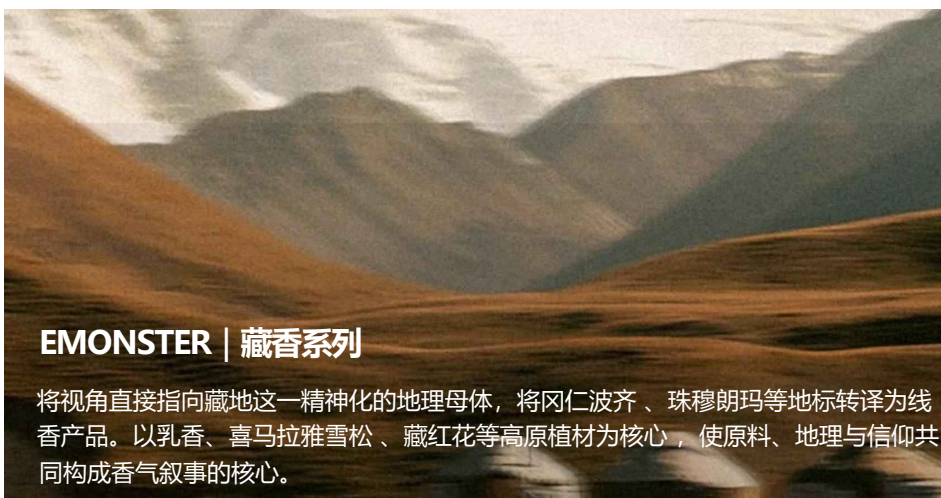 EMONSTER｜藏香系列
将视角直接指向藏地这一精神化的地理母体，将冈仁波齐 、珠穆朗玛等地标转译为线
香产品。以乳香、喜马拉雅雪松 、藏红花等高原植材为核心 ，使原料、地理与信仰共
同构成香气叙事的核心。